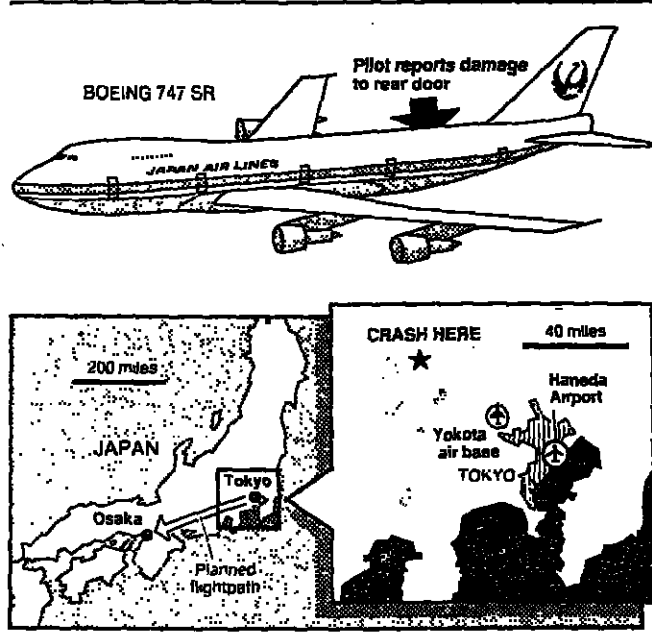 BOEING 747 SR
Pilot reports damage
to rear door
JAPAN AIR LINES
200 miles
JAPAN
Tokyo
Osaka
Planned
flightpath
CRASH HERE
40 miles
Haneda
Airport
Yokota
air base
TOKYO